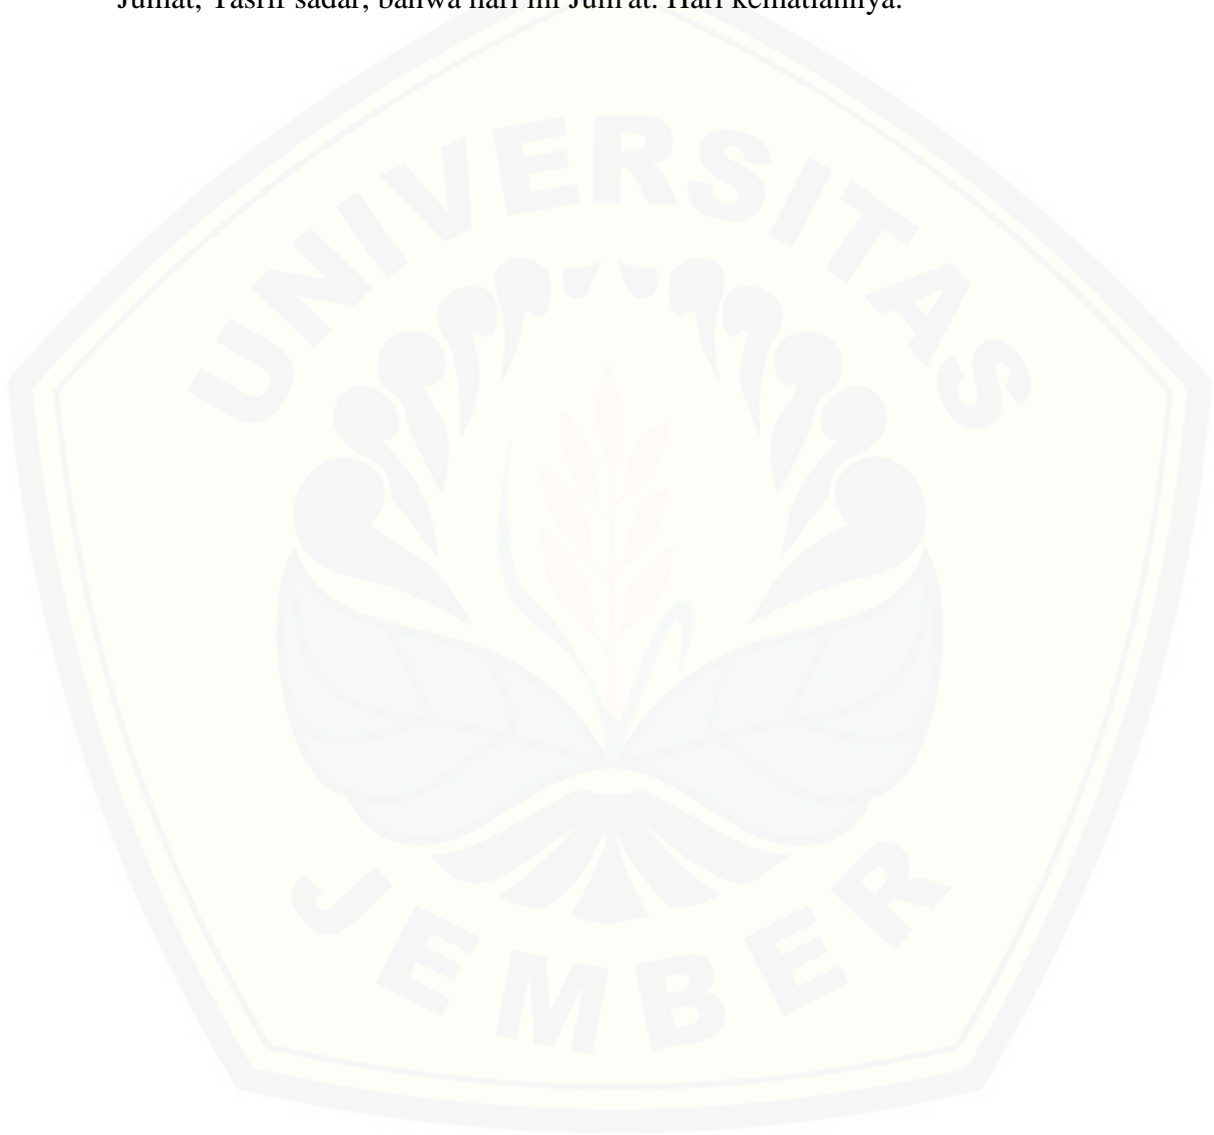 Jumat, Tasrif sadar, bahwa hari ini Jum'at. Hari kematiannya.
UNIVERSITAS
JEMBER